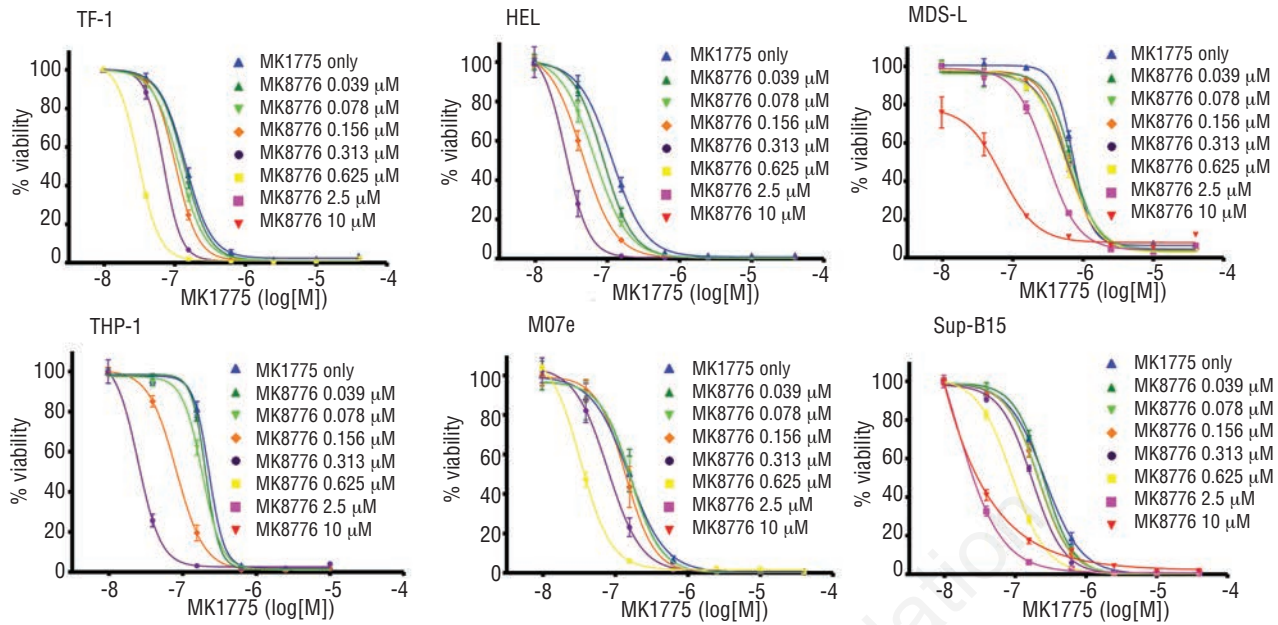 TF-1
% viability
100
80
60
40
20
0
-8
-7
-6
-5
-4
MK1775 (log[M])
MK1775 only
MK8776 0.039 μM
MK8776 0.078 μM
MK8776 0.156 μM
MK8776 0.313 μM
MK8776 0.625 μM
MK8776 2.5 μM
MK8776 10 μM
HEL
% viability
100
80
60
40
20
0
-8
-7
-6
-5
-4
MK1775 (log[M])
MK1775 only
MK8776 0.039 μM
MK8776 0.078 μM
MK8776 0.156 μM
MK8776 0.313 μM
MK8776 0.625 μM
MK8776 2.5 μM
MK8776 10 μM
MDS-L
% viability
100
80
60
40
20
0
-8
-7
-6
-5
-4
MK1775 (log[M])
MK1775 only
MK8776 0.039 μM
MK8776 0.078 μM
MK8776 0.156 μM
MK8776 0.313 μM
MK8776 0.625 μM
MK8776 2.5 μM
MK8776 10 μM
THP-1
% viability
100
80
60
40
20
0
-8
-7
-6
-5
-4
MK1775 (log[M])
MK1775 only
MK8776 0.039 μM
MK8776 0.078 μM
MK8776 0.156 μM
MK8776 0.313 μM
MK8776 0.625 μM
MK8776 2.5 μM
MK8776 10 μM
M07e
% viability
100
80
60
40
20
0
-8
-7
-6
-5
-4
MK1775 (log[M])
MK1775 only
MK8776 0.039 μM
MK8776 0.078 μM
MK8776 0.156 μM
MK8776 0.313 μM
MK8776 0.625 μM
MK8776 2.5 μM
MK8776 10 μM
Sup-B15
% viability
100
80
60
40
20
0
-8
-7
-6
-5
-4
MK1775 (log[M])
MK1775 only
MK8776 0.039 μM
MK8776 0.078 μM
MK8776 0.156 μM
MK8776 0.313 μM
MK8776 0.625 μM
MK8776 2.5 μM
MK8776 10 μM